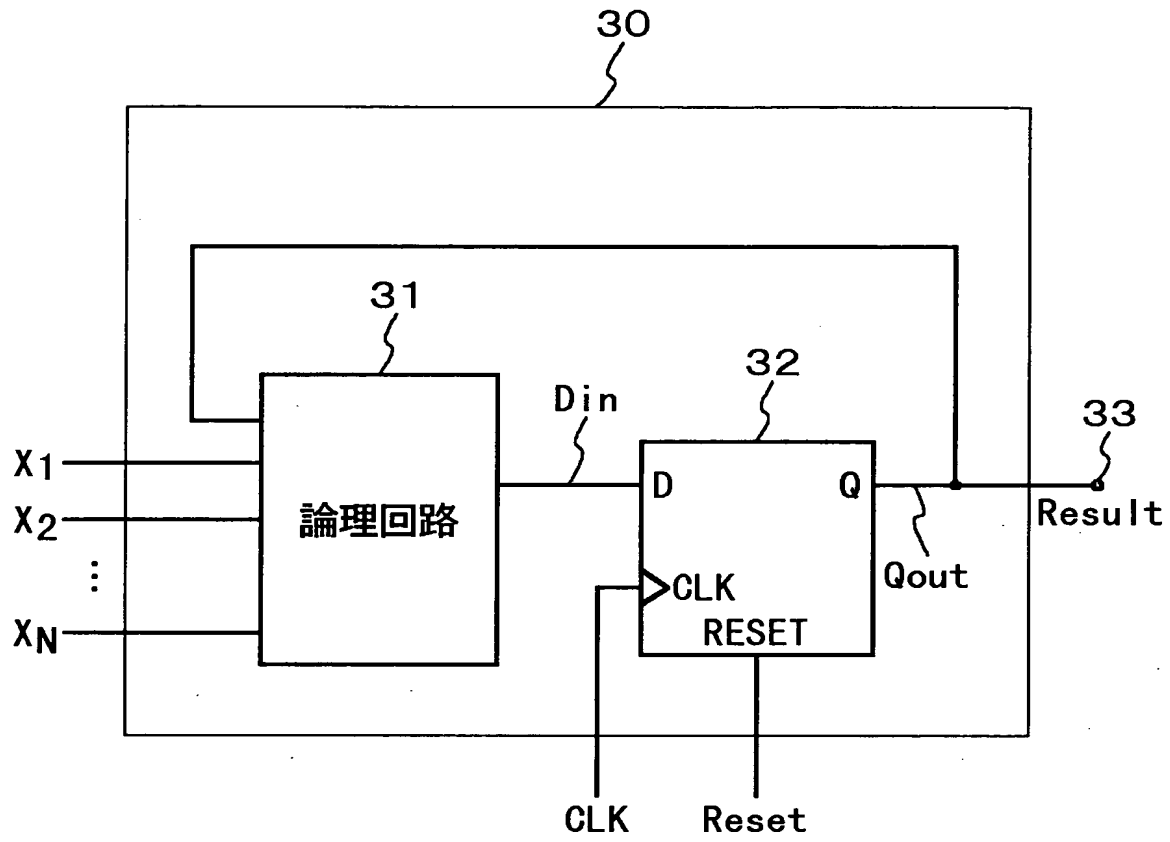 30
31
32
33
Din
X1
X2
⋮
XN
論理回路
D
Q
CLK
RESET
Qout
Result
CLK
Reset